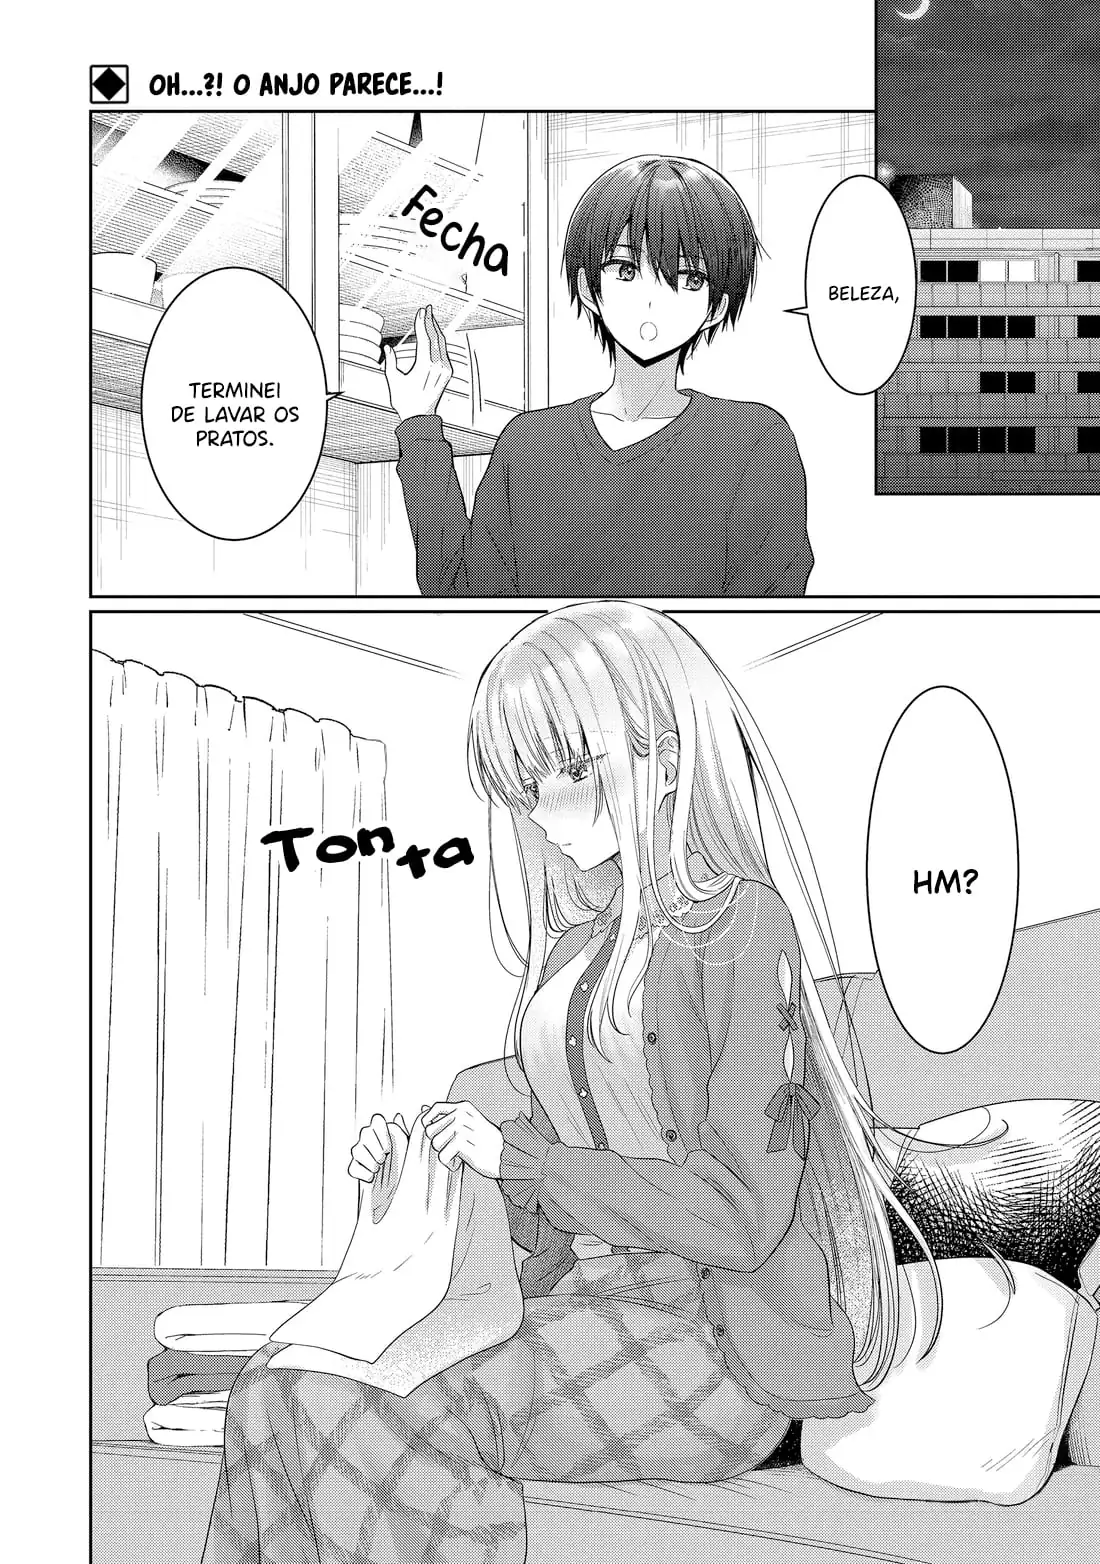 OH...?! O ANJO PARECE...!
BELEZA,
Fecha
TERMINEI
DE LAVAR OS
PRATOS.
HM?
Tonta